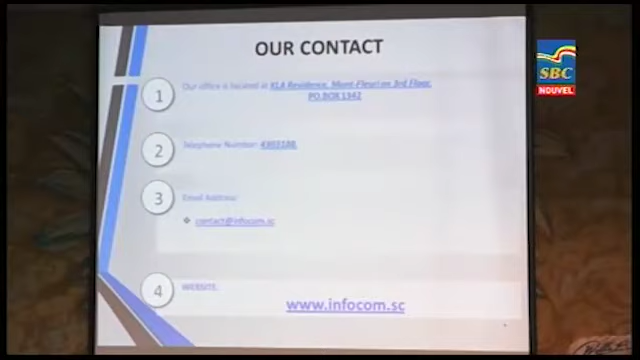 OUR CONTACT
SBC
NOUVEL
1
Our office is located at KLA Residence, Mont-Fleuri on 3rd Floor,
PO.BOX 1342
2
Telephone Number:
3
Email Address:
contact@infocom.sc
4
WEBSITE:
www.infocom.sc